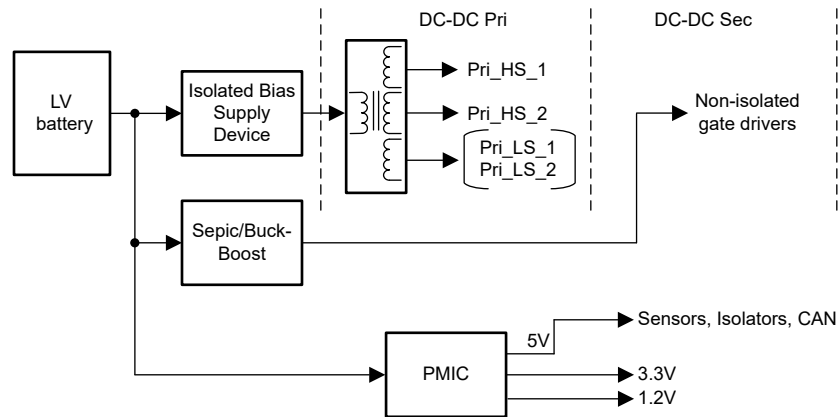 DC-DC Pri
DC-DC Sec
LV
battery
Isolated Bias
Supply
Device
Pri_HS_1
Pri_HS_2
Pri_LS_1
Pri_LS_2
Non-isolated
gate drivers
Sepic/Buck-
Boost
PMIC
5V
Sensors, Isolators, CAN
3.3V
1.2V